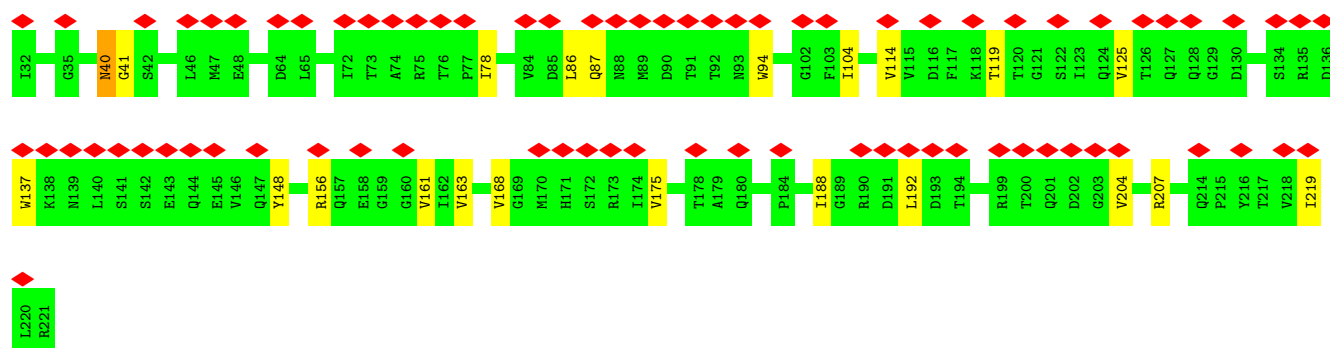 I32 G35 N40 G41 S42 L46 M47 E48 D64 L65 I72 T73 A74 R75 T76 P77 I78 V84 D85 L86 Q87 N88 M89 D90 T91 T92 N93 W94 G102 F103 I104 V114 V115 D116 F117 K118 T119 T120 G121 S122 I123 Q124 V125 T126 Q127 Q128 G129 D130 S134 R135 D136
W137 K138 N139 L140 S141 S142 E143 Q144 E145 V146 Q147 Y148 R156 Q157 E158 G159 G160 V161 I162 V163 V168 G169 M170 H171 S172 R173 I174 V175 T178 A179 Q180 P184 I188 G189 R190 D191 L192 D193 T194 R199 T200 Q201 D202 G203 V204 R207 Q214 P215 Y216 T217 V218 I219
L220 R221